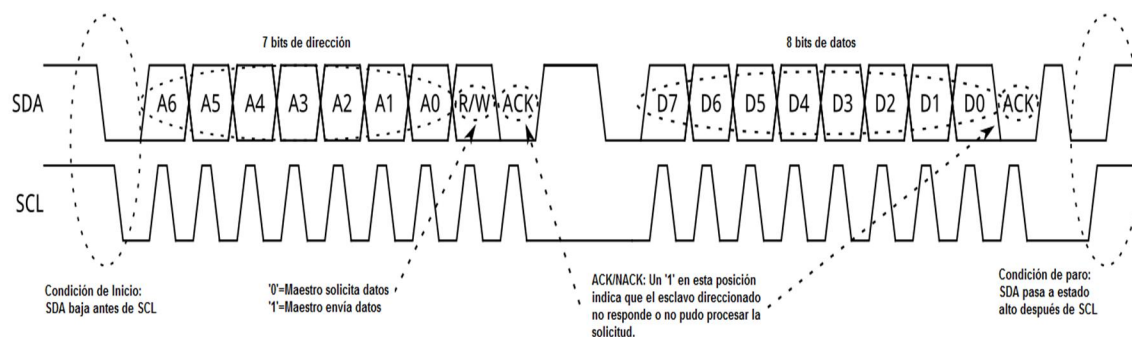 7 bits de dirección
8 bits de datos
SDA
A6 A5 A4 A3 A2 A1 A0 R/W ACK
D7 D6 D5 D4 D3 D2 D1 D0 ACK
SCL
Condición de Inicio:
SDA baja antes de SCL
'0'=Maestro solicita datos
'1'=Maestro envía datos
ACK/NACK: Un '1' en esta posición
indica que el esclavo direccionado
no responde o no pudo procesar la
solicitud.
Condición de paro:
SDA pasa a estado
alto después de SCL